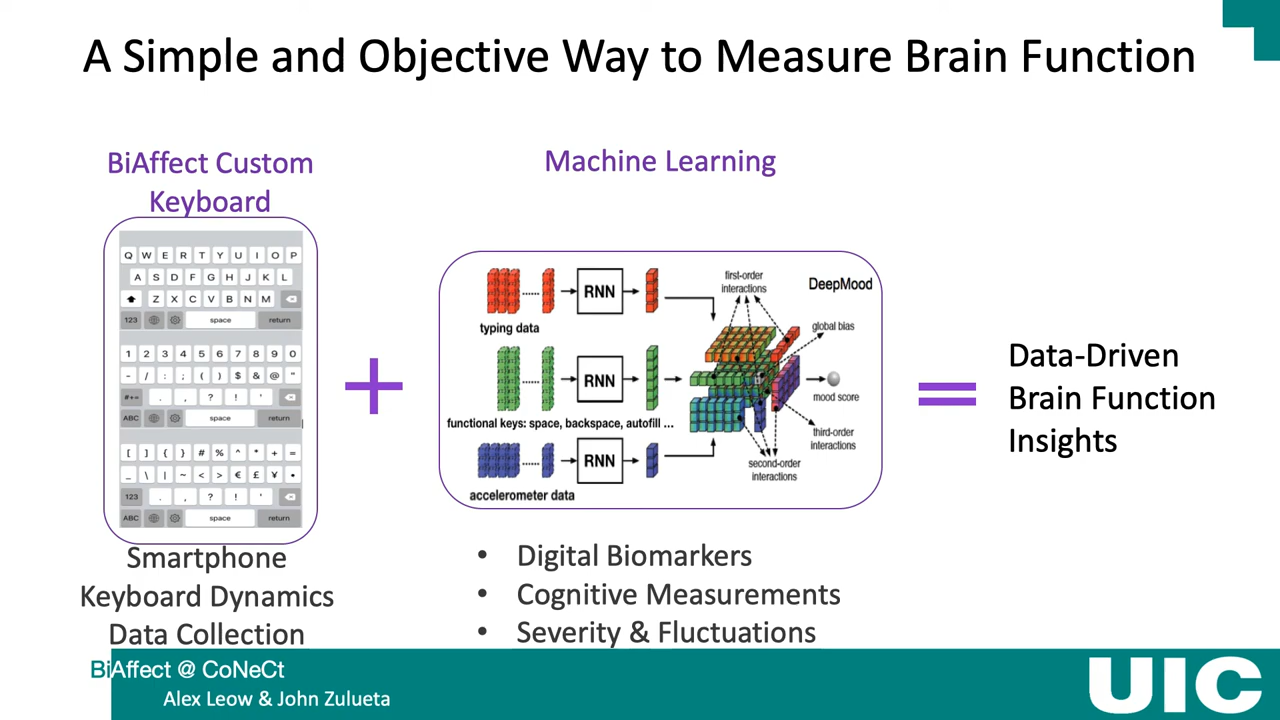 A Simple and Objective Way to Measure Brain Function
BiAffect Custom
Keyboard
Q W E R T Y U I O P
A S D F G H J K L
Z X C V B N M
123 space return
1 2 3 4 5 6 7 8 9 0
- / : ; ( ) $ & @ "
#+= . , ? ! '
ABC space return
[ ] { } # % ^ * + =
_ \ | ~ < > € £ ¥ •
123 . , ? ! '
ABC space return
Smartphone
Keyboard Dynamics
Data Collection
+
Machine Learning
DeepMood
first-order
interactions
RNN
typing data
global bias
RNN
mood score
functional keys: space, backspace, autofill ...
third-order
interactions
RNN
second-order
interactions
accelerometer data
• Digital Biomarkers
• Cognitive Measurements
• Severity & Fluctuations
=
Data-Driven
Brain Function
Insights
BiAffect @ CoNeCt
Alex Leow & John Zulueta
UIC